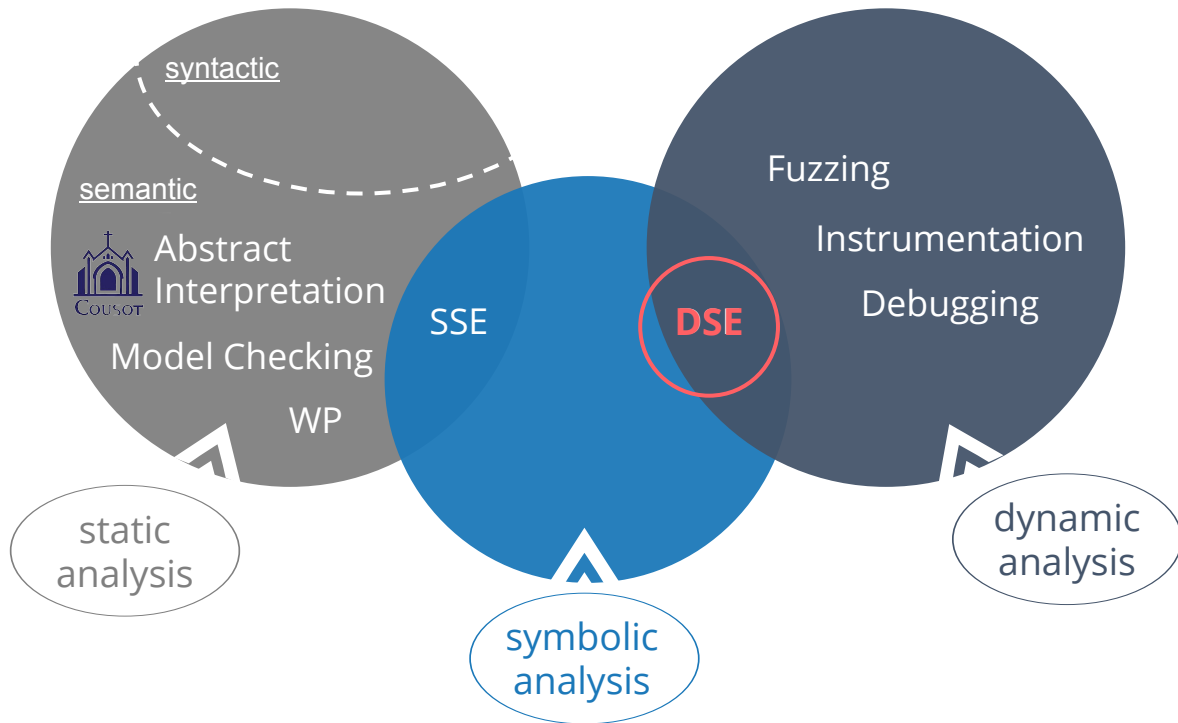 syntactic
semantic
Abstract
Interpretation
COUSOT
Model Checking
WP
SSE
DSE
Fuzzing
Instrumentation
Debugging
static
analysis
symbolic
analysis
dynamic
analysis